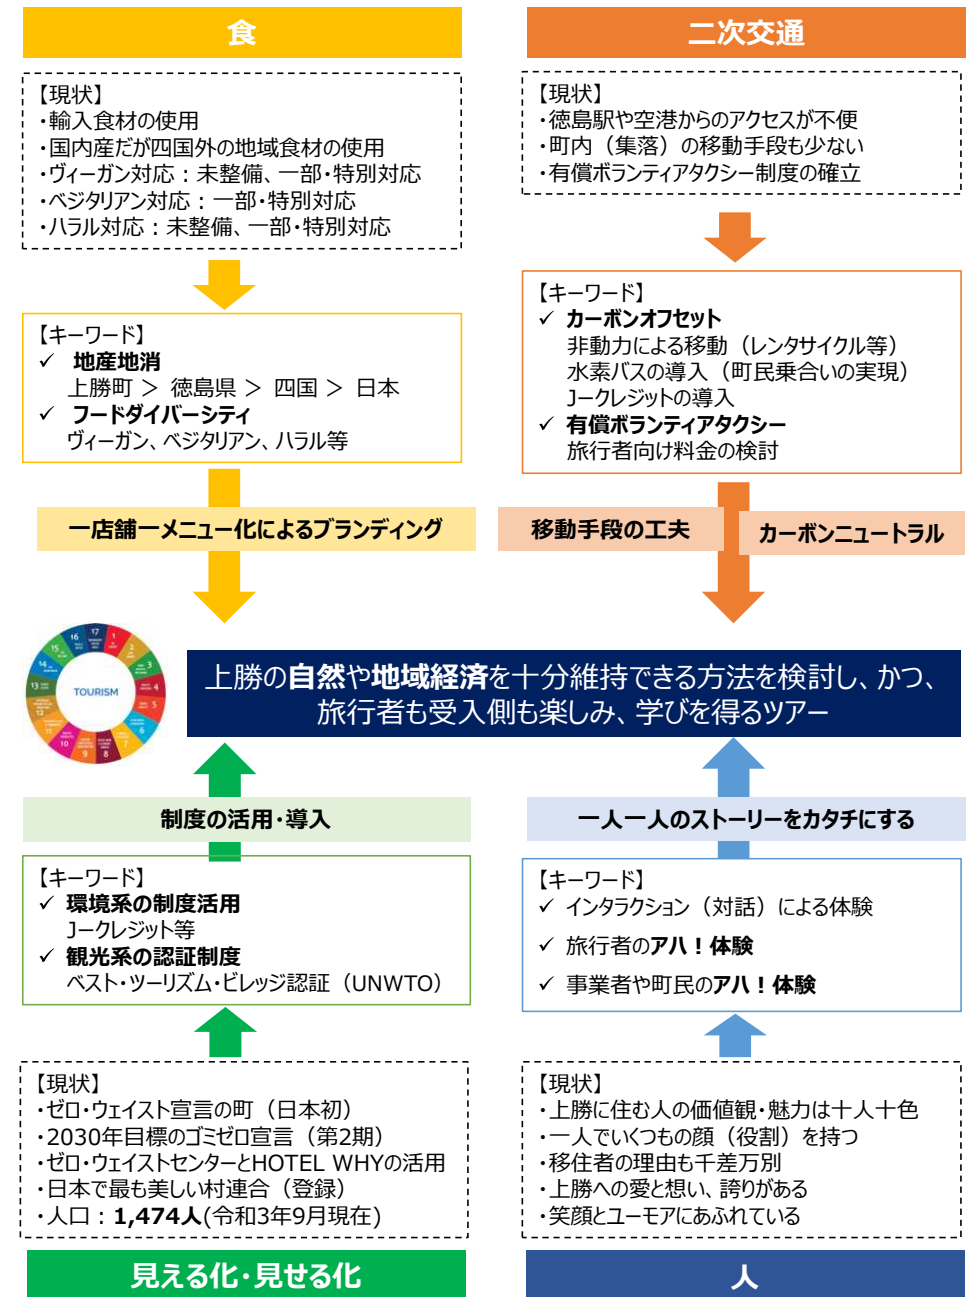 食
【現状】
・輸入食材の使用
・国内産だが四国外の地域食材の使用
・ヴィーガン対応：未整備、一部・特別対応
・ベジタリアン対応：一部・特別対応
・ハラル対応：未整備、一部・特別対応
【キーワード】
✓ 地産地消
上勝町 ＞ 徳島県 ＞ 四国 ＞ 日本
✓ フードダイバーシティ
ヴィーガン、ベジタリアン、ハラル等
一店舗一メニュー化によるブランディング
二次交通
【現状】
・徳島駅や空港からのアクセスが不便
・町内（集落）の移動手段も少ない
・有償ボランティアタクシー制度の確立
【キーワード】
✓ カーボンオフセット
非動力による移動（レンタサイクル等）
水素バスの導入（町民乗合いの実現）
J-クレジットの導入
✓ 有償ボランティアタクシー
旅行者向け料金の検討
移動手段の工夫
カーボンニュートラル
TOURISM
1
2
3
4
5
6
7
8
9
10
11
12
13
14
15
16
17
上勝の自然や地域経済を十分維持できる方法を検討し、かつ、
旅行者も受入側も楽しみ、学びを得るツアー
制度の活用・導入
【キーワード】
✓ 環境系の制度活用
J-クレジット等
✓ 観光系の認証制度
ベスト・ツーリズム・ビレッジ認証（UNWTO）
【現状】
・ゼロ・ウェイスト宣言の町（日本初）
・2030年目標のゴミゼロ宣言（第2期）
・ゼロ・ウェイストセンターとHOTEL WHYの活用
・日本で最も美しい村連合（登録）
・人口：1,474人(令和3年9月現在)
見える化・見せる化
一人一人のストーリーをカタチにする
【キーワード】
✓ インタラクション（対話）による体験
✓ 旅行者のアハ！体験
✓ 事業者や町民のアハ！体験
【現状】
・上勝に住む人の価値観・魅力は十人十色
・一人でいくつもの顔（役割）を持つ
・移住者の理由も千差万別
・上勝への愛と想い、誇りがある
・笑顔とユーモアにあふれている
人